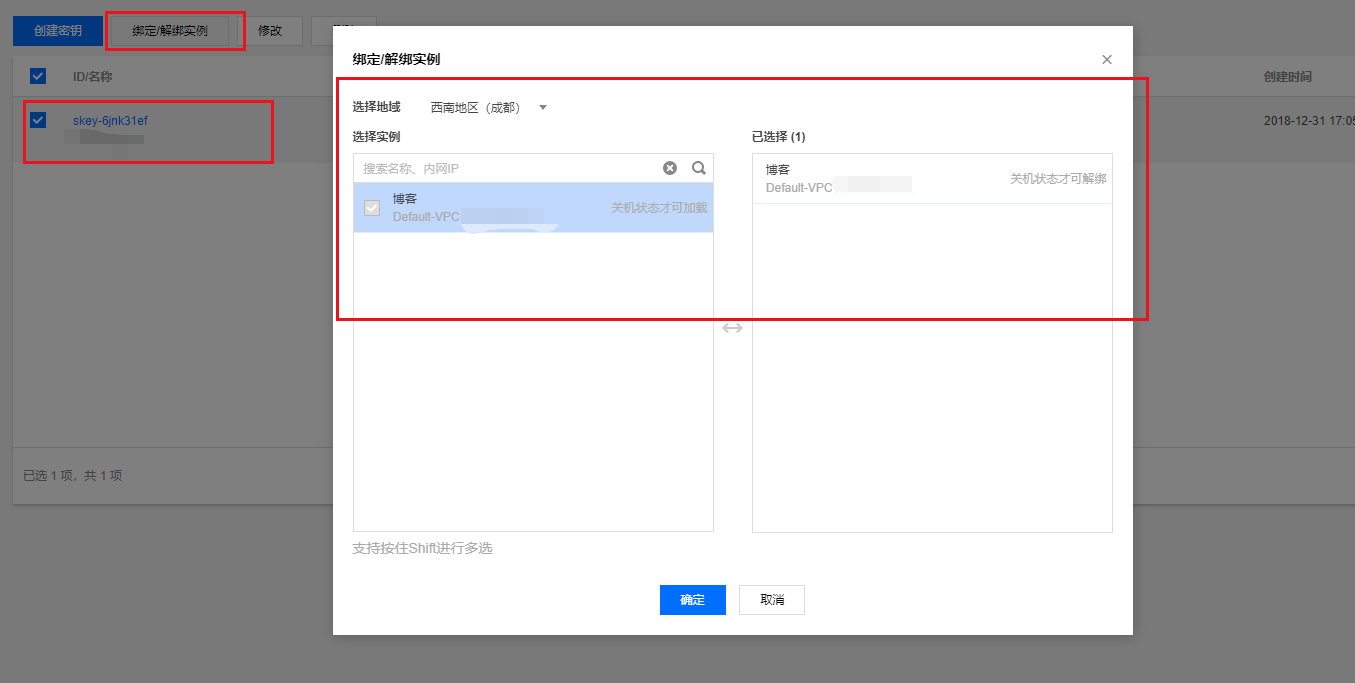 创建密钥
绑定/解绑实例
修改
ID/名称
创建时间
skey-6jnk31ef
2018-12-31 17:05
已选 1 项，共 1 项
绑定/解绑实例
选择地域
西南地区（成都）
选择实例
已选择 (1)
搜索名称、内网IP
博客
Default-VPC
关机状态才可加载
博客
Default-VPC
关机状态才可解绑
支持按住Shift进行多选
确定
取消